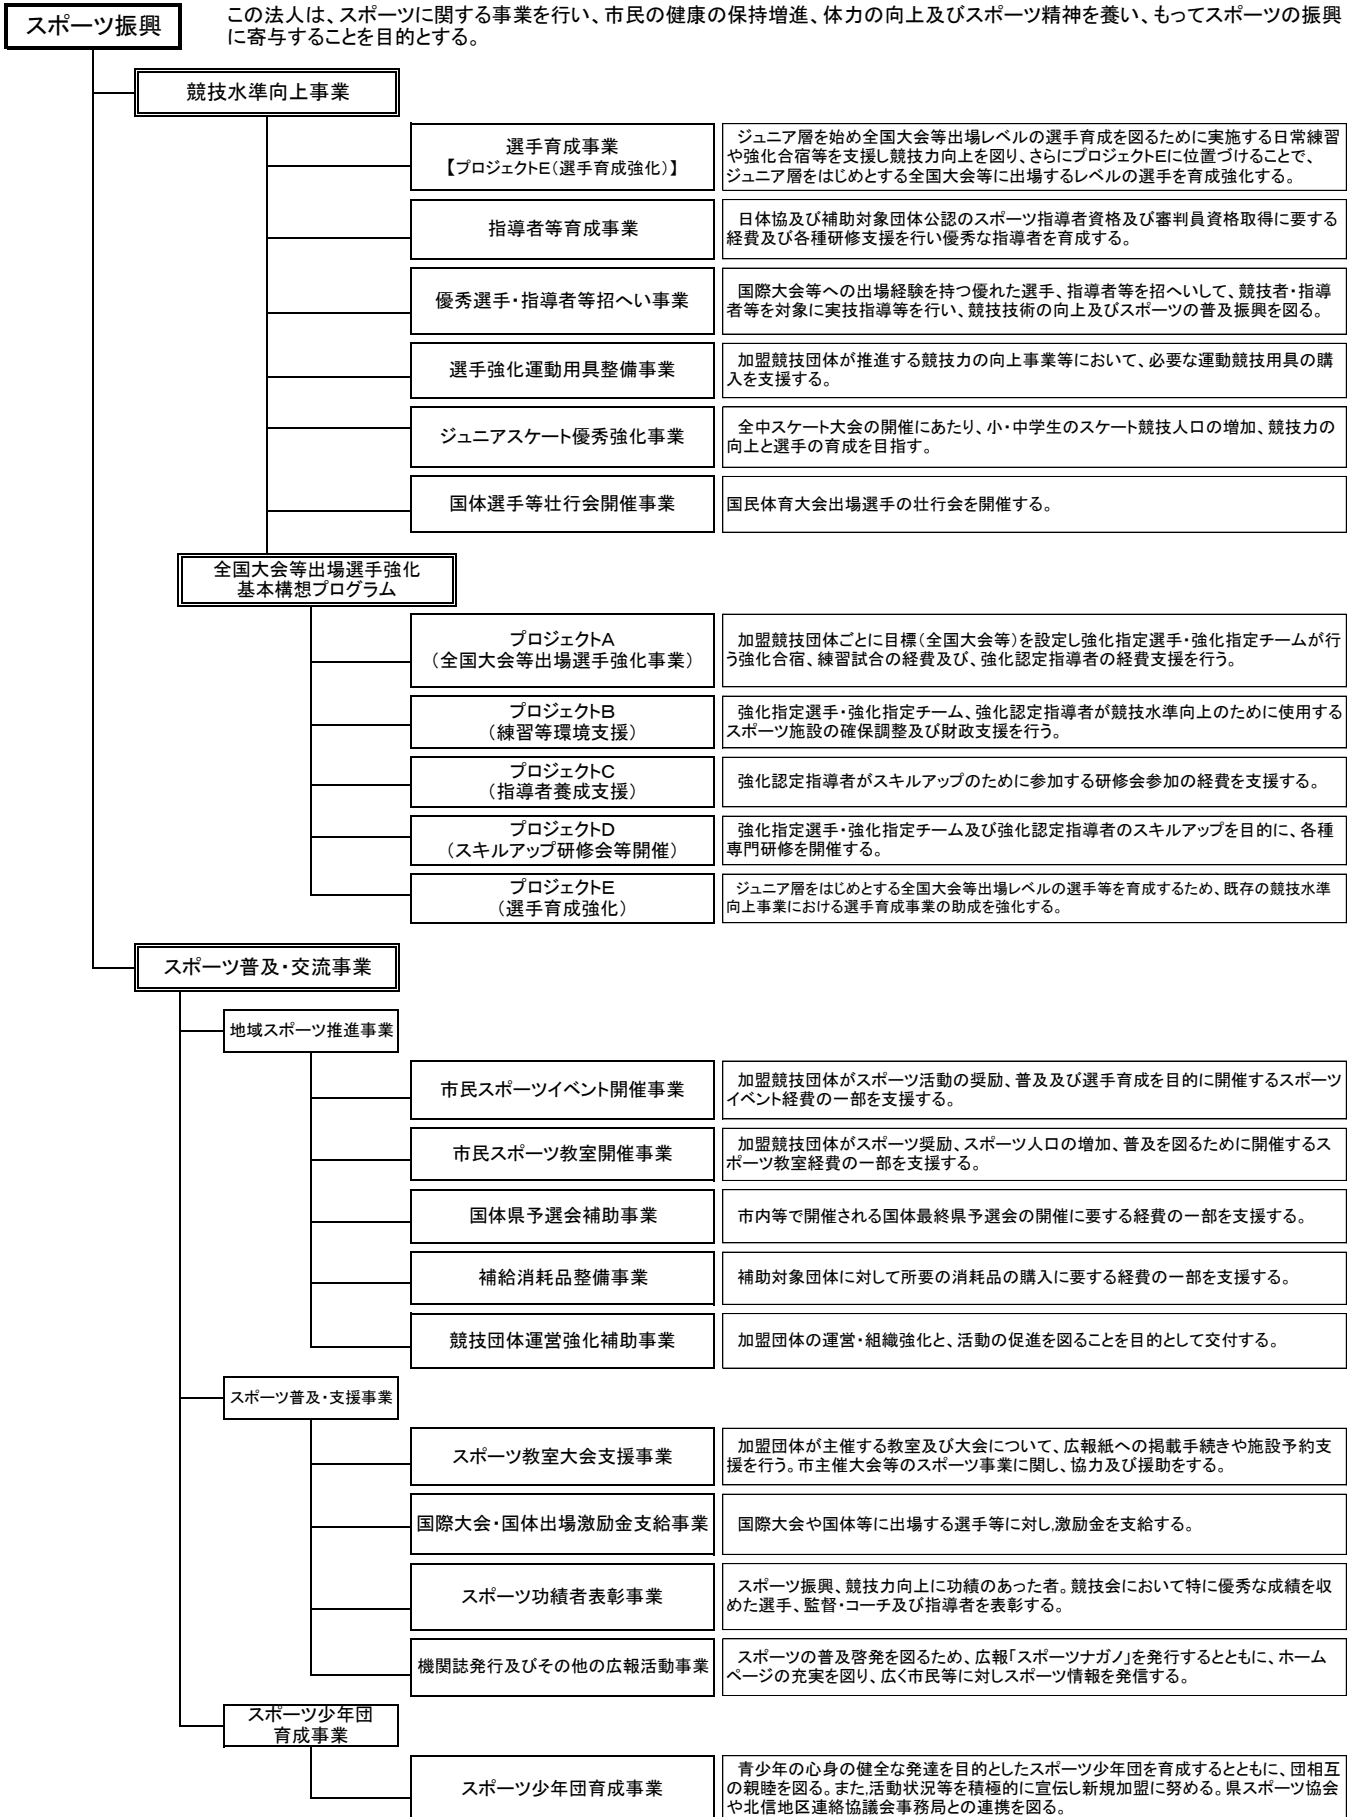 スポーツ振興
この法人は、スポーツに関する事業を行い、市民の健康の保持増進、体力の向上及びスポーツ精神を養い、もってスポーツの振興
に寄与することを目的とする。
競技水準向上事業
選手育成事業
【プロジェクトE（選手育成強化）】
ジュニア層を始め全国大会等出場レベルの選手育成を図るために実施する日常練習
や強化合宿等を支援し競技力向上を図り、さらにプロジェクトEに位置づけることで、
ジュニア層をはじめとする全国大会等に出場するレベルの選手を育成強化する。
指導者等育成事業
日体協及び補助対象団体公認のスポーツ指導者資格及び審判員資格取得に要する
経費及び各種研修支援を行い優秀な指導者を育成する。
優秀選手・指導者等招へい事業
国際大会等への出場経験を持つ優れた選手、指導者等を招へいして、競技者・指導
者等を対象に実技指導等を行い、競技技術の向上及びスポーツの普及振興を図る。
選手強化運動用具整備事業
加盟競技団体が推進する競技力の向上事業等において、必要な運動競技用具の購
入を支援する。
ジュニアスケート優秀強化事業
全中スケート大会の開催にあたり、小・中学生のスケート競技人口の増加、競技力の
向上と選手の育成を目指す。
国体選手等壮行会開催事業
国民体育大会出場選手の壮行会を開催する。
全国大会等出場選手強化
基本構想プログラム
プロジェクトA
（全国大会等出場選手強化事業）
加盟競技団体ごとに目標（全国大会等）を設定し強化指定選手・強化指定チームが行
う強化合宿、練習試合の経費及び、強化認定指導者の経費支援を行う。
プロジェクトB
（練習等環境支援）
強化指定選手・強化指定チーム、強化認定指導者が競技水準向上のために使用する
スポーツ施設の確保調整及び財政支援を行う。
プロジェクトC
（指導者養成支援）
強化認定指導者がスキルアップのために参加する研修会参加の経費を支援する。
プロジェクトD
（スキルアップ研修会等開催）
強化指定選手・強化指定チーム及び強化認定指導者のスキルアップを目的に、各種
専門研修を開催する。
プロジェクトE
（選手育成強化）
ジュニア層をはじめとする全国大会等出場レベルの選手等を育成するため、既存の競技水準
向上事業における選手育成事業の助成を強化する。
スポーツ普及・交流事業
地域スポーツ推進事業
市民スポーツイベント開催事業
加盟競技団体がスポーツ活動の奨励、普及及び選手育成を目的に開催するスポーツ
イベント経費の一部を支援する。
市民スポーツ教室開催事業
加盟競技団体がスポーツ奨励、スポーツ人口の増加、普及を図るために開催するス
ポーツ教室経費の一部を支援する。
国体県予選会補助事業
市内等で開催される国体最終県予選会の開催に要する経費の一部を支援する。
補給消耗品整備事業
補助対象団体に対して所要の消耗品の購入に要する経費の一部を支援する。
競技団体運営強化補助事業
加盟団体の運営・組織強化と、活動の促進を図ることを目的として交付する。
スポーツ普及・支援事業
スポーツ教室大会支援事業
加盟団体が主催する教室及び大会について、広報紙への掲載手続きや施設予約支
援を行う。市主催大会等のスポーツ事業に関し、協力及び援助をする。
国際大会・国体出場激励金支給事業
国際大会や国体等に出場する選手等に対し,激励金を支給する。
スポーツ功績者表彰事業
スポーツ振興、競技力向上に功績のあった者。競技会において特に優秀な成績を収
めた選手、監督・コーチ及び指導者を表彰する。
機関誌発行及びその他の広報活動事業
スポーツの普及啓発を図るため、広報「スポーツナガノ」を発行するとともに、ホーム
ページの充実を図り、広く市民等に対しスポーツ情報を発信する。
スポーツ少年団
育成事業
スポーツ少年団育成事業
青少年の心身の健全な発達を目的としたスポーツ少年団を育成するとともに、団相互
の親睦を図る。また,活動状況等を積極的に宣伝し新規加盟に努める。県スポーツ協会
や北信地区連絡協議会事務局との連携を図る。